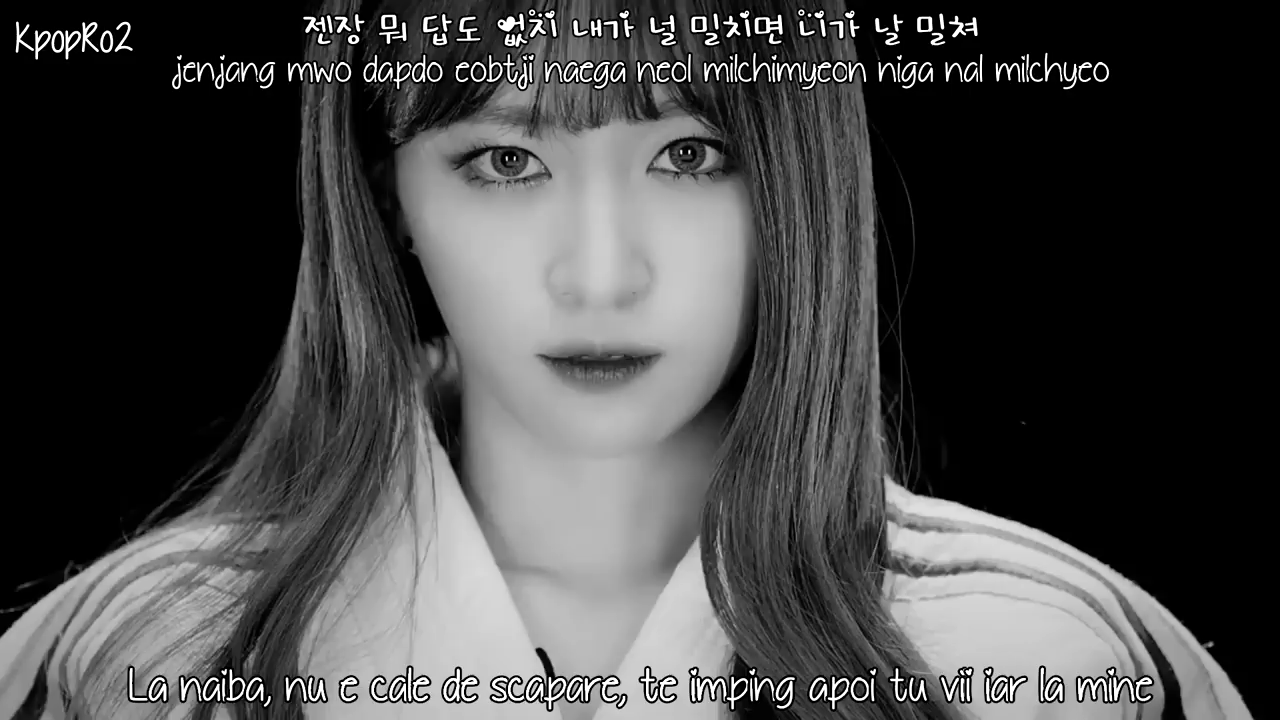 KpopRo2
젠장 뭐 답도 없지 내가 널 밀치면 니가 날 밀쳐
jenjang mwo dapdo eobtji naega neol milchimyeon niga nal milchyeo
La naiba, nu e cale de scapare, te imping apoi tu vii iar la mine